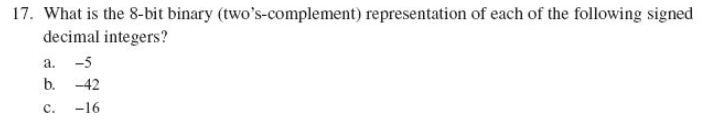 17. What is the 8-bit binary (two's-complement) representation of each of the following signed
decimal integers?
a. –5
b. –42
c. –16